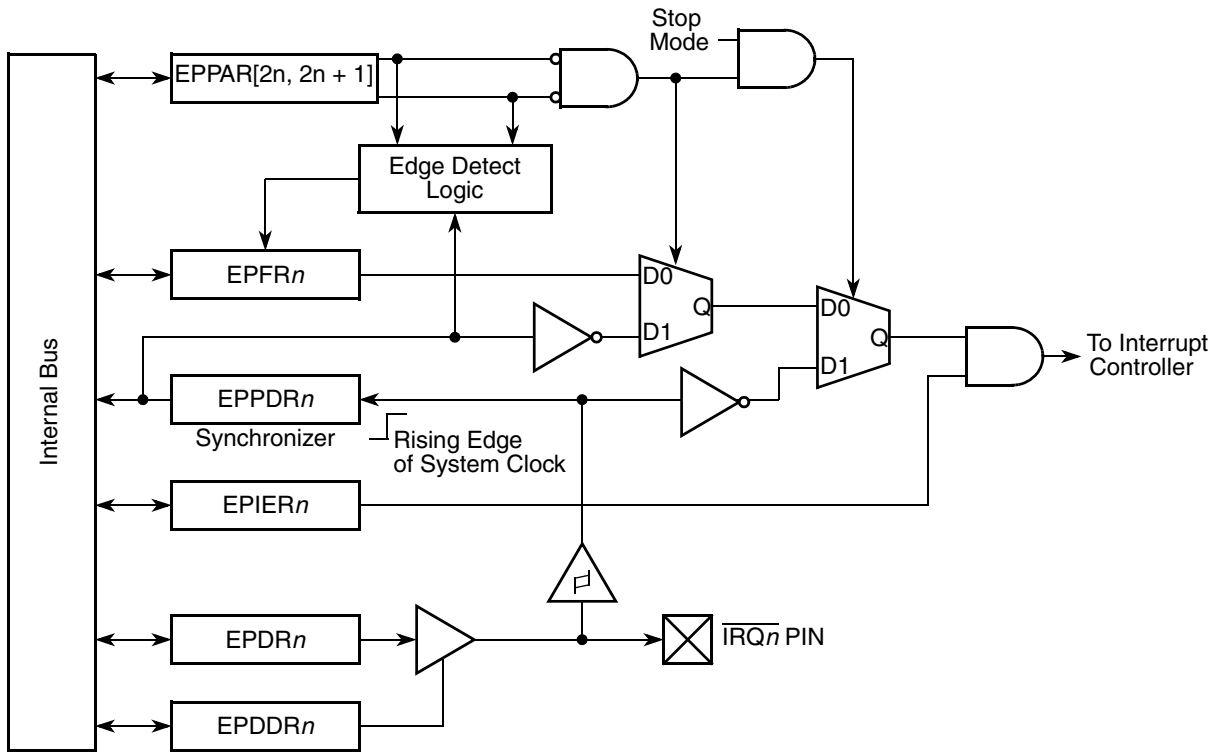 Stop
Mode
EPPAR[2n, 2n + 1]
Edge Detect
Logic
EPFRn
D0
Q
D1
D0
Q
D1
To Interrupt
Controller
Internal Bus
EPPDRn
Synchronizer
Rising Edge
of System Clock
EPIERn
EPDRn
IRQn PIN
EPDDRn